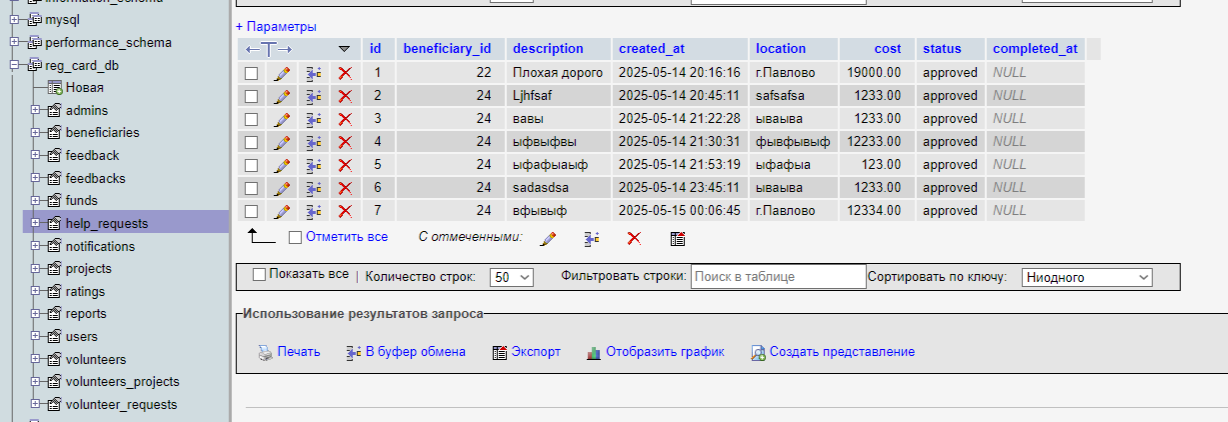 mysql
performance_schema
reg_card_db
Новая
admins
beneficiaries
feedback
feedbacks
funds
help_requests
notifications
projects
ratings
reports
users
volunteers
volunteers_projects
volunteer_requests
+ Параметры
id beneficiary_id description created_at location cost status completed_at
1 22 Плохая дорого 2025-05-14 20:16:16 г.Павлово 19000.00 approved NULL
2 24 Ljhfsaf 2025-05-14 20:45:11 safsafsa 1233.00 approved NULL
3 24 вавы 2025-05-14 21:22:28 ываыва 1233.00 approved NULL
4 24 ыфвыфвы 2025-05-14 21:30:31 фывфывыф 12233.00 approved NULL
5 24 ыфафыаыф 2025-05-14 21:53:19 ыфафыа 123.00 approved NULL
6 24 sadasdsa 2025-05-14 23:45:11 ываыва 1233.00 approved NULL
7 24 вфывыф 2025-05-15 00:06:45 г.Павлово 12334.00 approved NULL
Отметить все С отмеченными:
Показать все | Количество строк: 50 Фильтровать строки: Поиск в таблице Сортировать по ключу: Ниодного
Использование результатов запроса
Печать В буфер обмена Экспорт Отобразить график Создать представление